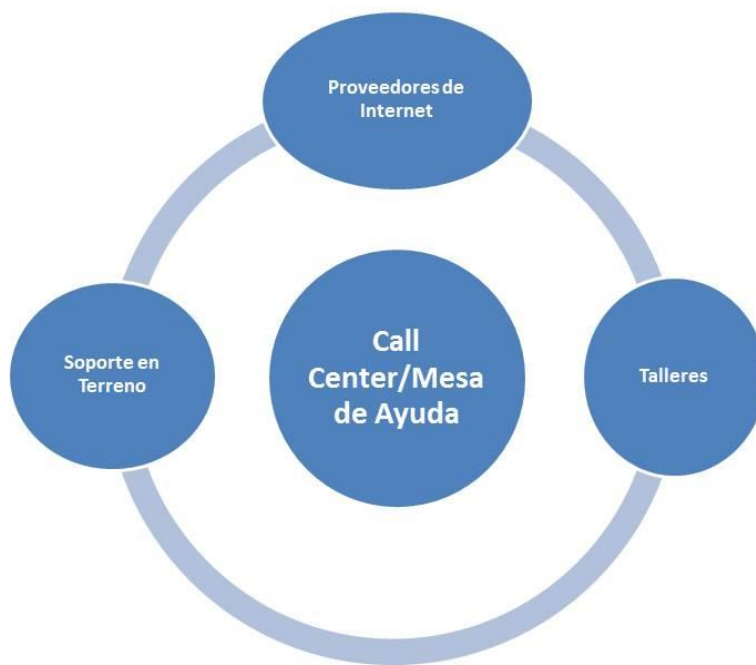 Proveedores de
Internet
Soporte en
Terreno
Call
Center/Mesa
de Ayuda
Talleres